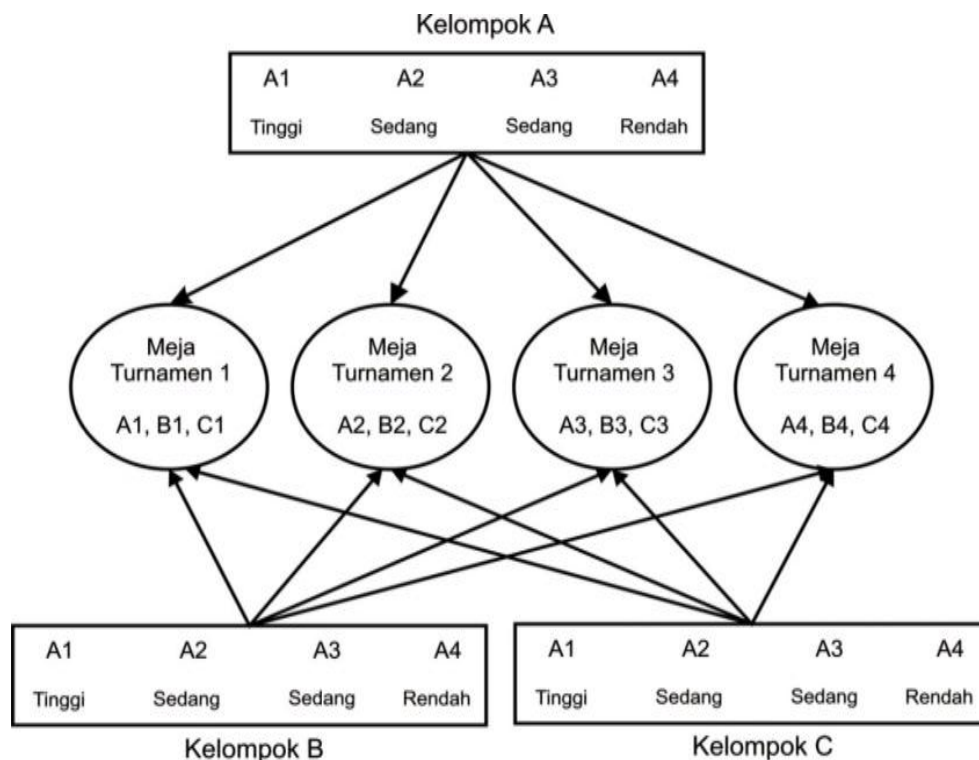 Kelompok A
A1 A2 A3 A4
Tinggi Sedang Sedang Rendah
Meja
Turnamen 1
A1, B1, C1
Meja
Turnamen 2
A2, B2, C2
Meja
Turnamen 3
A3, B3, C3
Meja
Turnamen 4
A4, B4, C4
A1 A2 A3 A4
Tinggi Sedang Sedang Rendah
Kelompok B
A1 A2 A3 A4
Tinggi Sedang Sedang Rendah
Kelompok C